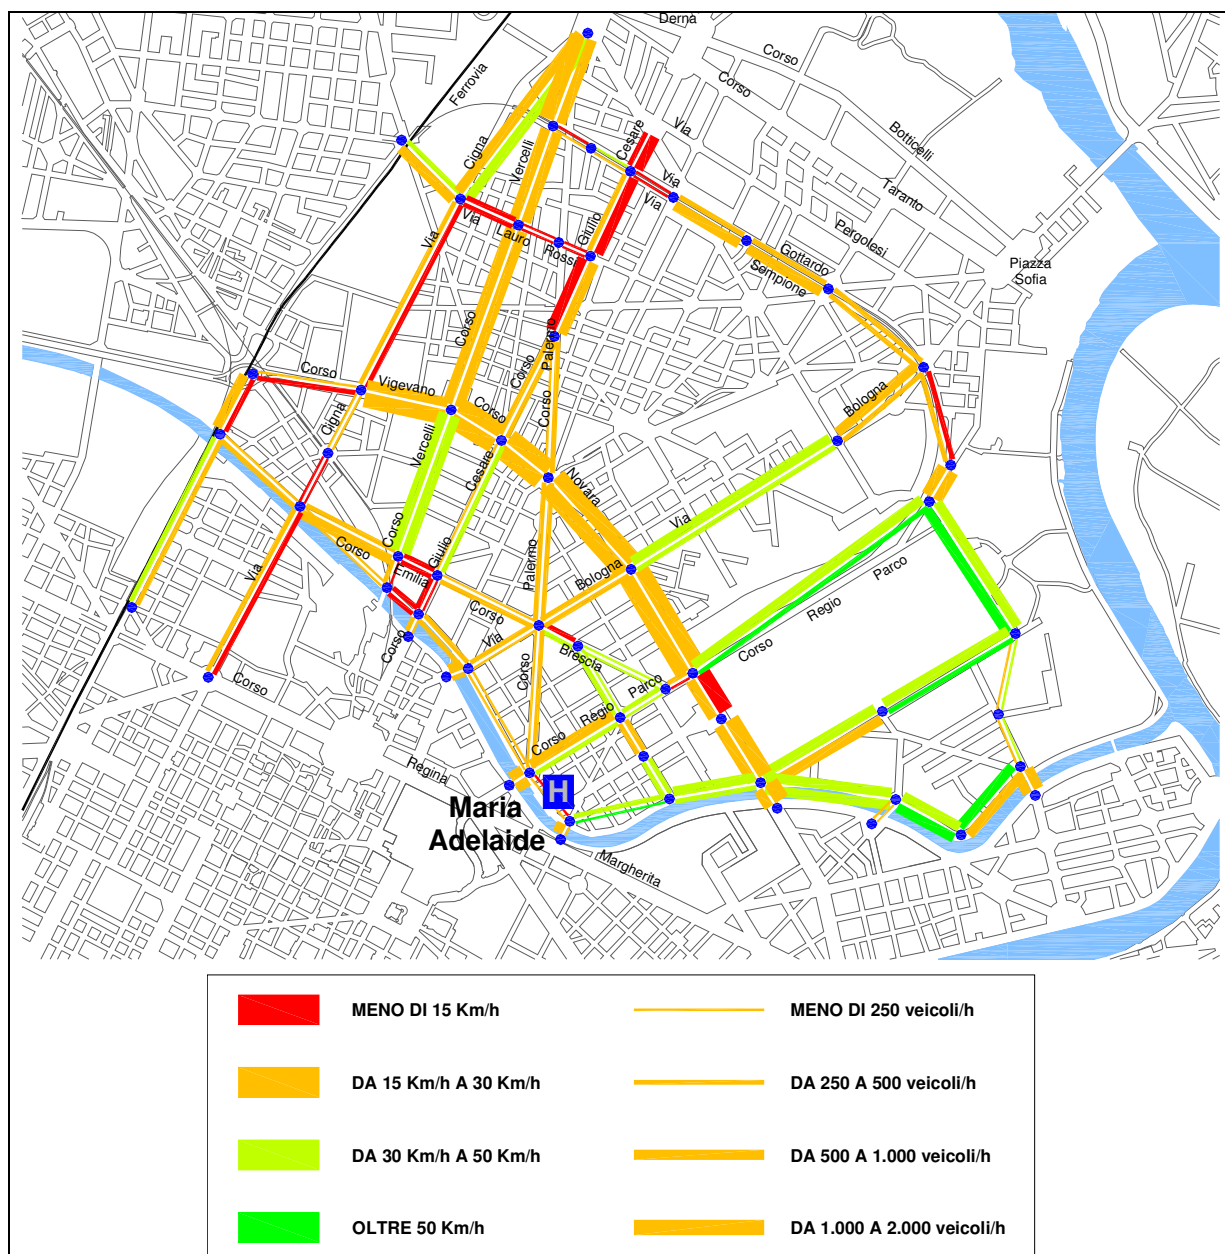 Derna
Corso
Corso
Botticelli
Taranto
Pergolesi
Piazza
Sofia
Ferrovia
Cigna
Via
Vercelli
Cesare
Via
Via
Via
Giulio
Via
Lauro
Rossi
Gottardo
Sempione
Corso
Palermo
Corso
Corso
Vigevano
Corso
Corso
Cigna
Vercelli
Cesare
Novara
Bologna
Via
Corso
Corso
Emilia
Giulio
Palermo
Bologna
Via
Corso
Via
Corso
Brescia
Corso
Parco
Regio
Corso
Parco
Regio
Corso
Corso
Regina
Margherita
H
Maria
Adelaide
MENO DI 15 Km/h
MENO DI 250 veicoli/h
DA 15 Km/h A 30 Km/h
DA 250 A 500 veicoli/h
DA 30 Km/h A 50 Km/h
DA 500 A 1.000 veicoli/h
OLTRE 50 Km/h
DA 1.000 A 2.000 veicoli/h